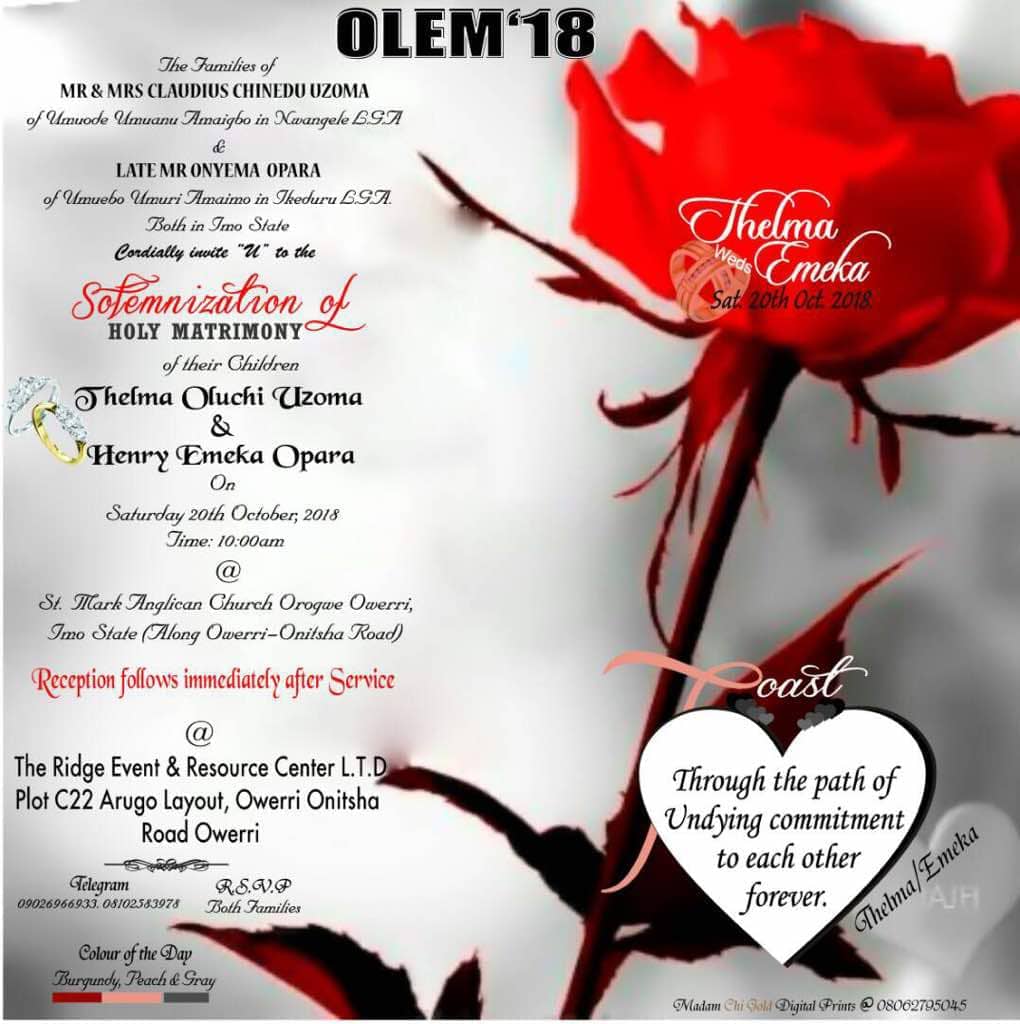 OLEM‘18
The Families of
MR & MRS CLAUDIUS CHINEDU UZOMA
of Umuode Umuanu Amaigbo in Nwangele L.G.A
&
LATE MR ONYEMA OPARA
of Umuebo Umuri Amaimo in Ikeduru L.G.A.
Both in Imo State
Cordially invite "U" to the
Solemnization of
HOLY MATRIMONY
of their Children
Thelma Oluchi Uzoma
&
Henry Emeka Opara
On
Saturday 20th October, 2018
Time: 10:00am
@
St. Mark Anglican Church Orogwe Owerri,
Imo State (Along Owerri-Onitsha Road)
Reception follows immediately after Service
@
The Ridge Event & Resource Center L.T.D
Plot C22 Arugo Layout, Owerri Onitsha
Road Owerri
Telegram
09026966933. 08102583978
R.S.V.P
Both Families
Colour of the Day
Burgundy, Peach & Gray
Thelma
Weds
Emeka
Sat. 20th Oct. 2018.
Toast
Through the path of
Undying commitment
to each other
forever.
Thelma/Emeka
Madam Chi Gold Digital Prints @ 08062795045